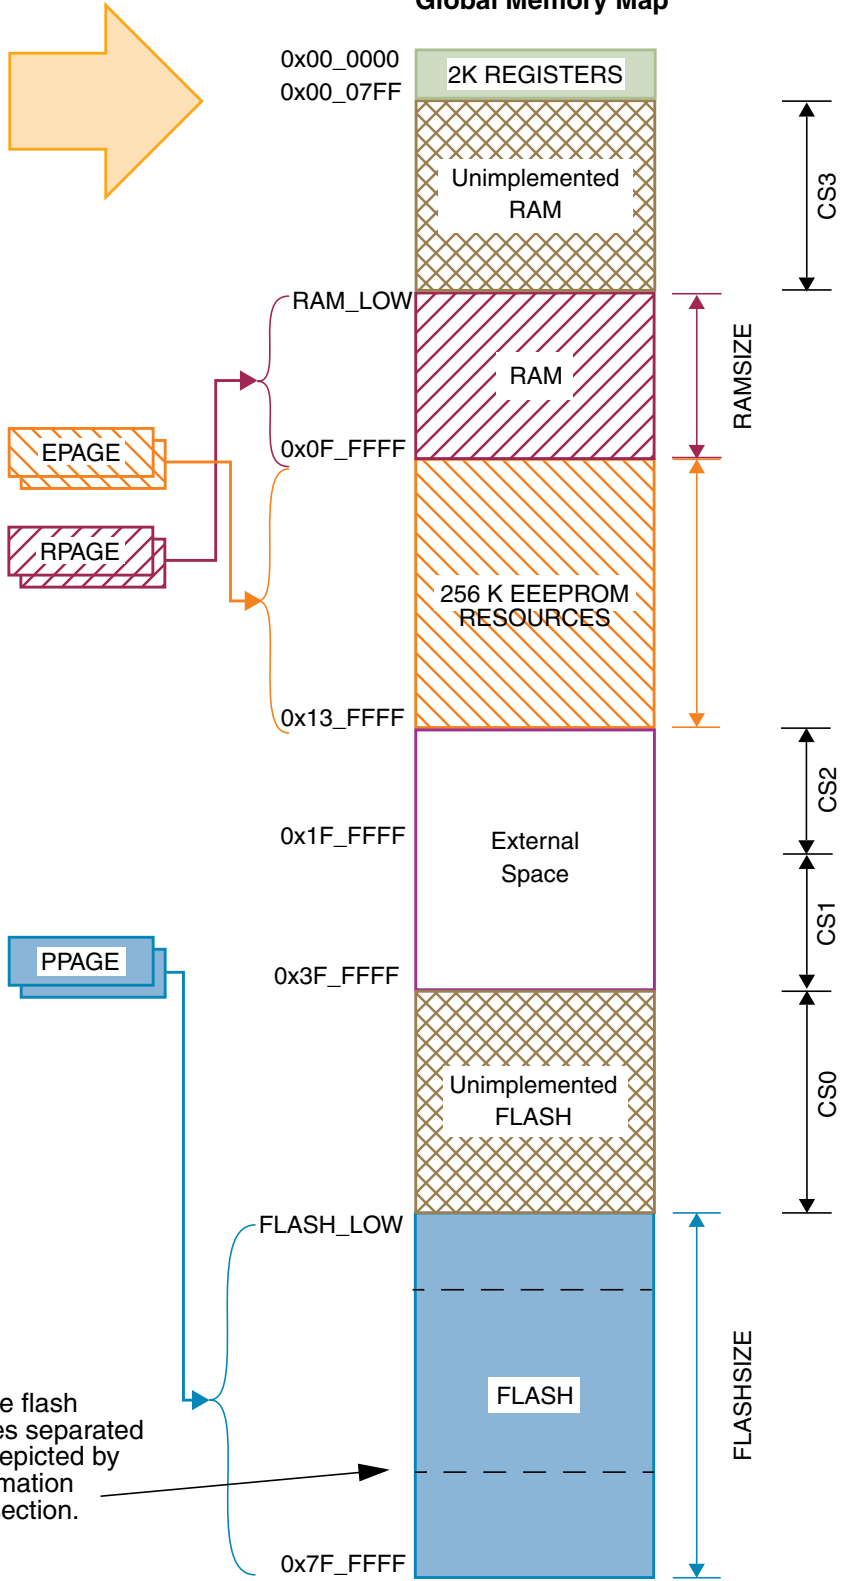 Global Memory Map
0x00_0000
2K REGISTERS
0x00_07FF
Unimplemented
RAM
CS3
RAM_LOW
RAM
RAMSIZE
0x0F_FFFF
EPAGE
RPAGE
256 K EEEPROM
RESOURCES
0x13_FFFF
CS2
0x1F_FFFF
External
Space
CS1
PPAGE
0x3F_FFFF
Unimplemented
FLASH
CS0
FLASH_LOW
FLASH
FLASHSIZE
e flash
es separated
epicted by
mation
section.
0x7F_FFFF